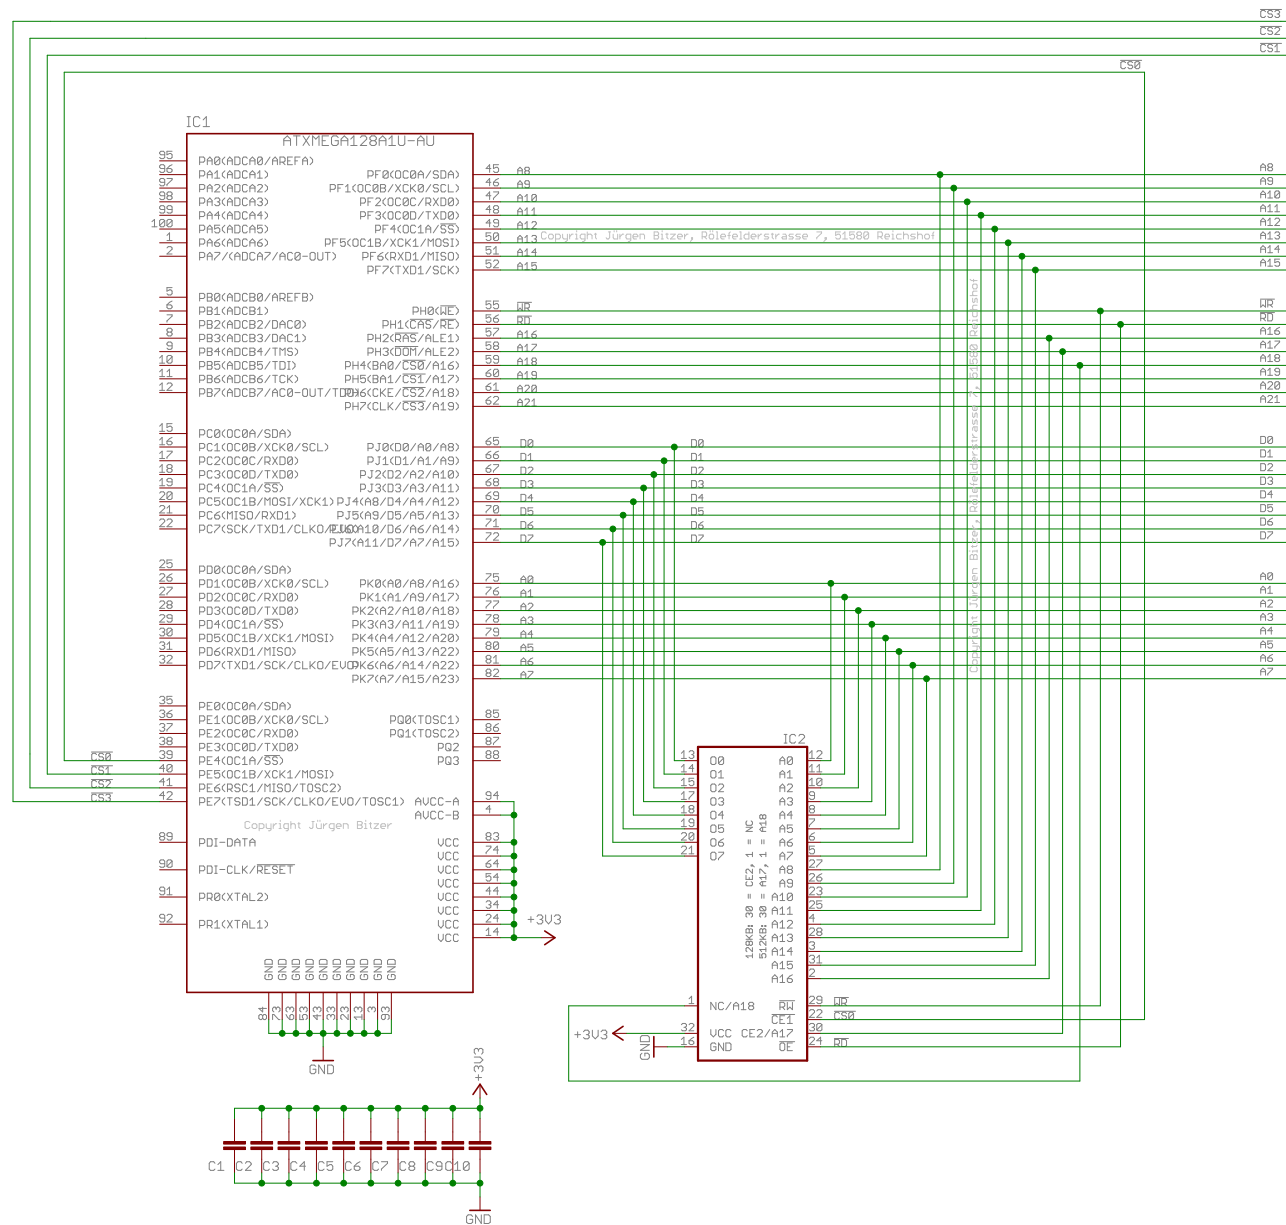 CS3
CS2
CS1
CS0
IC1
ATXMEGA128A1U-AU
95 PA0(ADCA0/AREFA)
96 PA1(ADCA1) PF0(OC0A/SDA) 45 A8 A8
97 PA2(ADCA2) PF1(OC0B/XCK0/SCL) 46 A9 A9
98 PA3(ADCA3) PF2(OC0C/RXD0) 47 A10 A10
99 PA4(ADCA4) PF3(OC0D/TXD0) 48 A11 A11
100 PA5(ADCA5) PF4(OC1A/SS) 49 A12 A12
Copyright Jürgen Bitzer, Rölefelderstrasse 7, 51580 Reichshof
1 PA6(ADCA6) PF5(OC1B/XCK1/MOSI) 50 A13 A13
2 PA7/(ADCA7/AC0-OUT) PF6(RXD1/MISO) 51 A14 A14
PF7(TXD1/SCK) 52 A15 A15
5 PB0(ADCB0/AREFB)
6 PB1(ADCB1) PH0(WE) 55 WR WR
7 PB2(ADCB2/DAC0) PH1(CAS/RE) 56 RD RD
8 PB3(ADCB3/DAC1) PH2(RAS/ALE1) 57 A16 A16
9 PB4(ADCB4/TMS) PH3(DOM/ALE2) 58 A17 A17
10 PB5(ADCB5/TDI) PH4(BA0/CS0/A16) 59 A18 A18
11 PB6(ADCB6/TCK) PH5(BA1/CS1/A17) 60 A19 A19
12 PB7(ADCB7/AC0-OUT/TDO) PH6(CKE/CS2/A18) 61 A20 A20
PH7(CLK/CS3/A19) 62 A21 A21
Copyright Jürgen Bitzer, Rölefelderstrasse 7, 51580 Reichshof
15 PC0(OC0A/SDA)
16 PC1(OC0B/XCK0/SCL) PJ0(D0/A0/A8) 65 D0 D0 D0
17 PC2(OC0C/RXD0) PJ1(D1/A1/A9) 66 D1 D1 D1
18 PC3(OC0D/TXD0) PJ2(D2/A2/A10) 67 D2 D2 D2
19 PC4(OC1A/SS) PJ3(D3/A3/A11) 68 D3 D3 D3
20 PC5(OC1B/MOSI/XCK1) PJ4(A8/D4/A4/A12) 69 D4 D4 D4
21 PC6(MISO/RXD1) PJ5(A9/D5/A5/A13) 70 D5 D5 D5
22 PC7(SCK/TXD1/CLKO/EVO) PJ6(A10/D6/A6/A14) 71 D6 D6 D6
PJ7(A11/D7/A7/A15) 72 D7 D7 D7
25 PD0(OC0A/SDA)
26 PD1(OC0B/XCK0/SCL) PK0(A0/A8/A16) 75 A0 A0
27 PD2(OC0C/RXD0) PK1(A1/A9/A17) 76 A1 A1
28 PD3(OC0D/TXD0) PK2(A2/A10/A18) 77 A2 A2
29 PD4(OC1A/SS) PK3(A3/A11/A19) 78 A3 A3
30 PD5(OC1B/XCK1/MOSI) PK4(A4/A12/A20) 79 A4 A4
31 PD6(RXD1/MISO) PK5(A5/A13/A22) 80 A5 A5
32 PD7(TXD1/SCK/CLKO/EVO) PK6(A6/A14/A22) 81 A6 A6
PK7(A7/A15/A23) 82 A7 A7
35 PE0(OC0A/SDA)
36 PE1(OC0B/XCK0/SCL) PQ0(TOSC1) 85
37 PE2(OC0C/RXD0) PQ1(TOSC2) 86
38 PE3(OC0D/TXD0) PQ2 87
CS0 39 PE4(OC1A/SS) PQ3 88
CS1 40 PE5(OC1B/XCK1/MOSI)
CS2 41 PE6(RSC1/MISO/TOSC2)
CS3 42 PE7(TSD1/SCK/CLKO/EVO/TOSC1) AVCC-A 94
AVCC-B 4
Copyright Jürgen Bitzer
89 PDI-DATA VCC 83
VCC 74
90 PDI-CLK/RESET VCC 64
VCC 54
91 PR0(XTAL2) VCC 44
VCC 34
92 PR1(XTAL1) VCC 24
VCC 14
+3V3
GND GND GND GND GND GND GND GND GND GND
84 73 63 53 43 33 23 13 3 93
GND
IC2
13 O0 A0 12
14 O1 A1 11
15 O2 A2 10
17 O3 A3 9
18 O4 A4 8
19 O5 A5 7
20 O6 A6 6
21 O7 A7 5
A8 27
A9 26
A10 23
A11 25
A12 4
A13 28
A14 3
A15 31
A16 2
128KB: 30 = CE2, 1 = NC
512KB: 30 = A17, 1 = A18
1 NC/A18 RW 29 WR
CE1 22 CS0
+3V3 32 VCC CE2/A17 30
GND 16 GND OE 24 RD
+3V3
C1 C2 C3 C4 C5 C6 C7 C8 C9 C10
GND